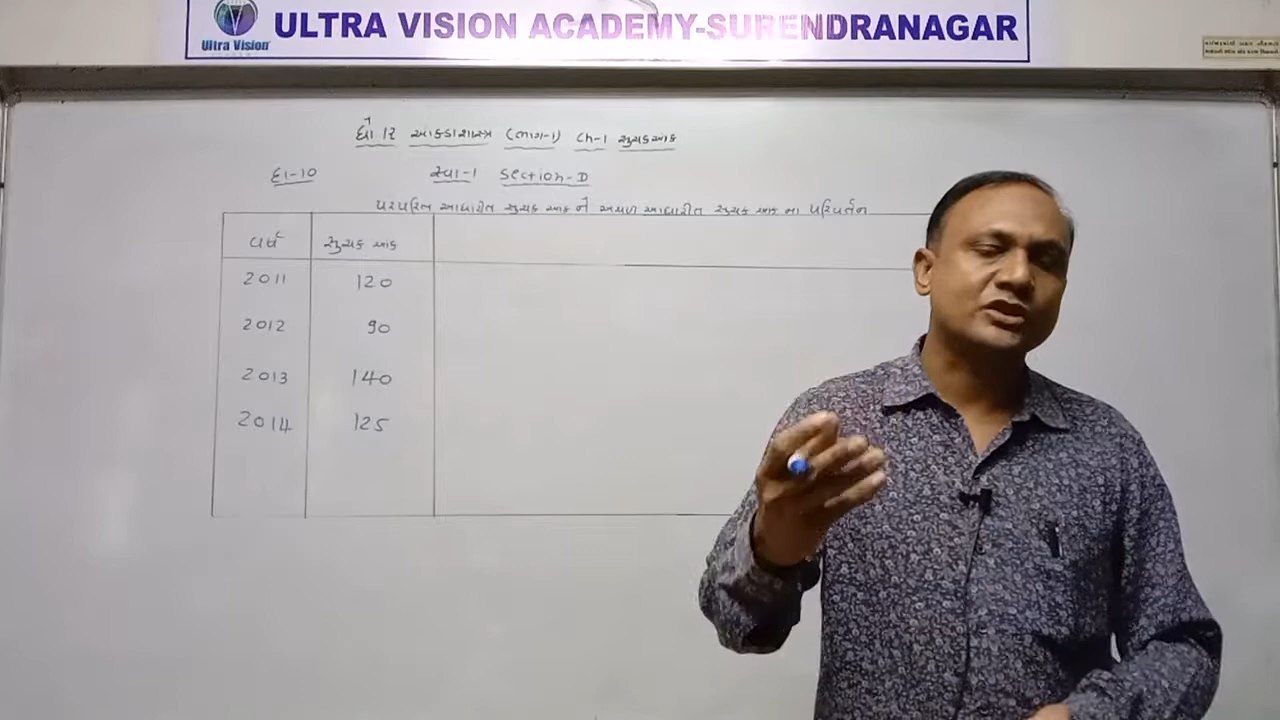 Ultra Vision
ULTRA VISION ACADEMY-SURENDRANAGAR
ધો 12 આંકડાશાસ્ત્ર (ભાગ-1) Ch-1 સુચકઆંક
દા-10 સ્વા-1 Section-D
પરંપરિત આધારીત સુચક આંક ને અચળ આધારીત સુચક આંક ના પરિવર્તન
વર્ષ સુચક આંક
2011 120
2012 90
2013 140
2014 125